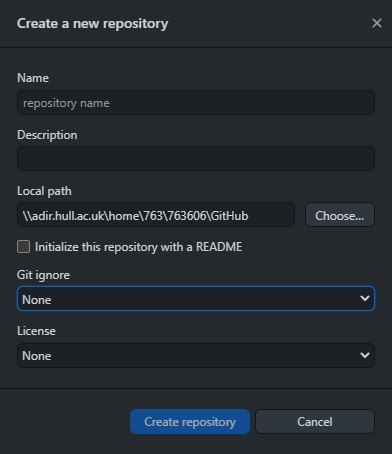 Create a new repository
Name
repository name
Description
Local path
\\adir.hull.ac.uk\home\763\763606\GitHub
Choose...
Initialize this repository with a README
Git ignore
None
License
None
Create repository
Cancel